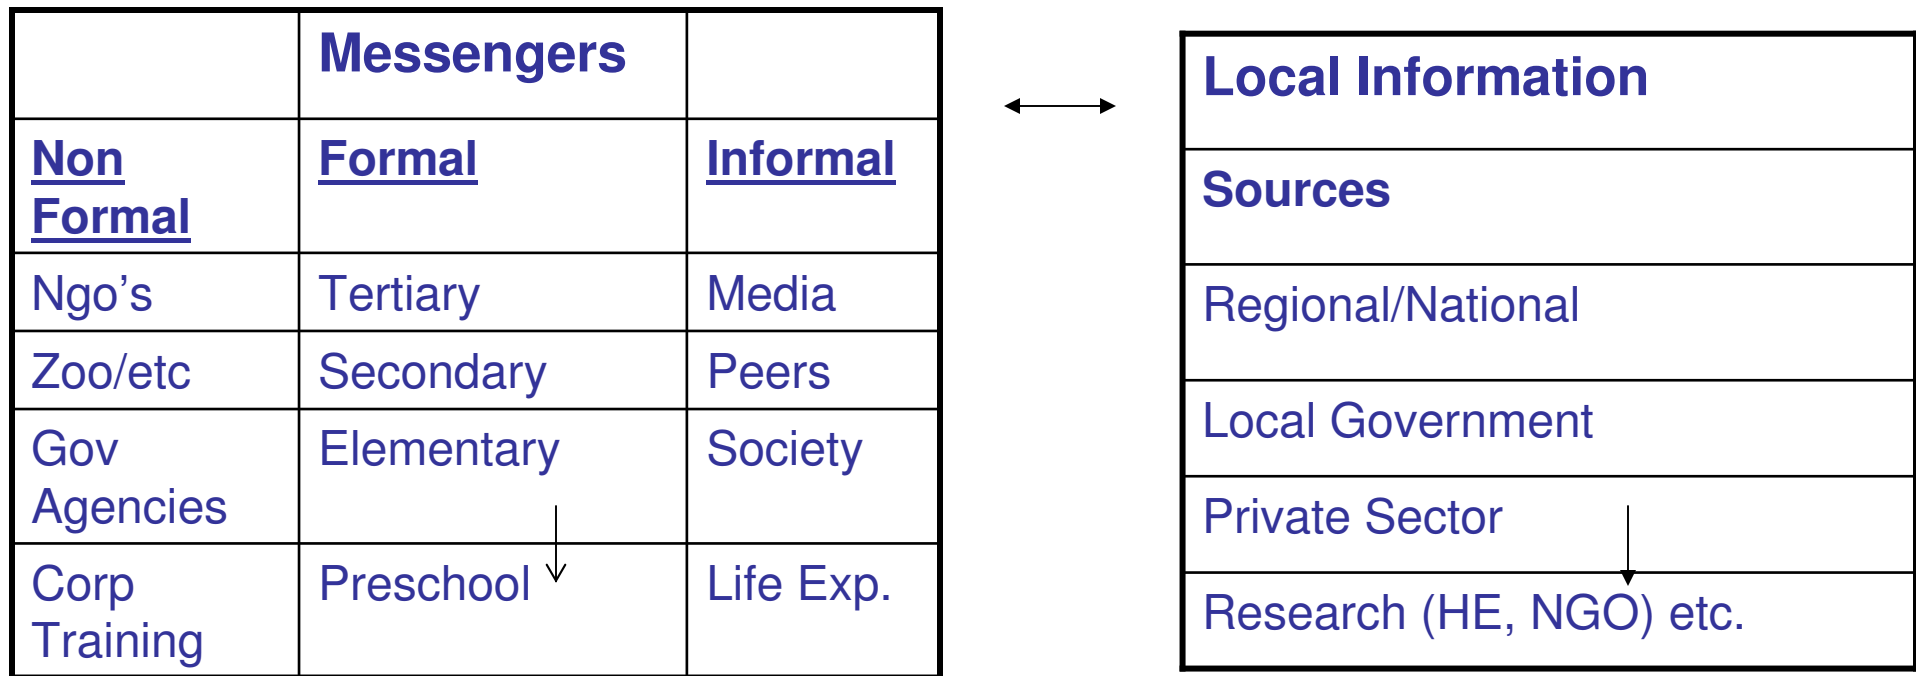 Messengers
Non
Formal
Formal
Informal
Ngo's
Tertiary
Media
Zoo/etc
Secondary
Peers
Gov
Agencies
Elementary
Society
Corp
Training
Preschool
Life Exp.
Local Information
Sources
Regional/National
Local Government
Private Sector
Research (HE, NGO) etc.